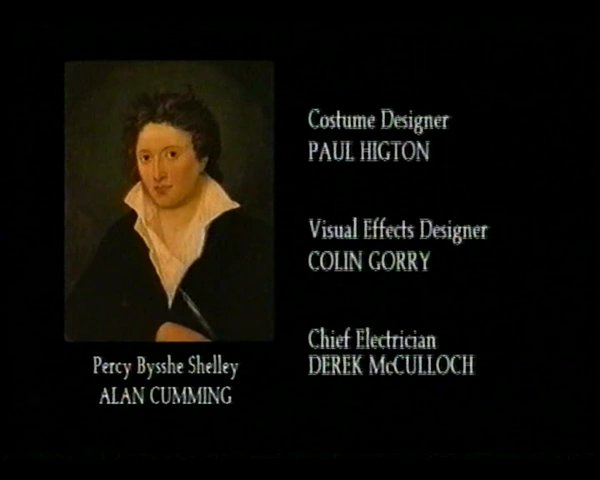 Costume Designer
PAUL HIGTON
Visual Effects Designer
COLIN GORRY
Chief Electrician
DEREK McCULLOCH
Percy Bysshe Shelley
ALAN CUMMING